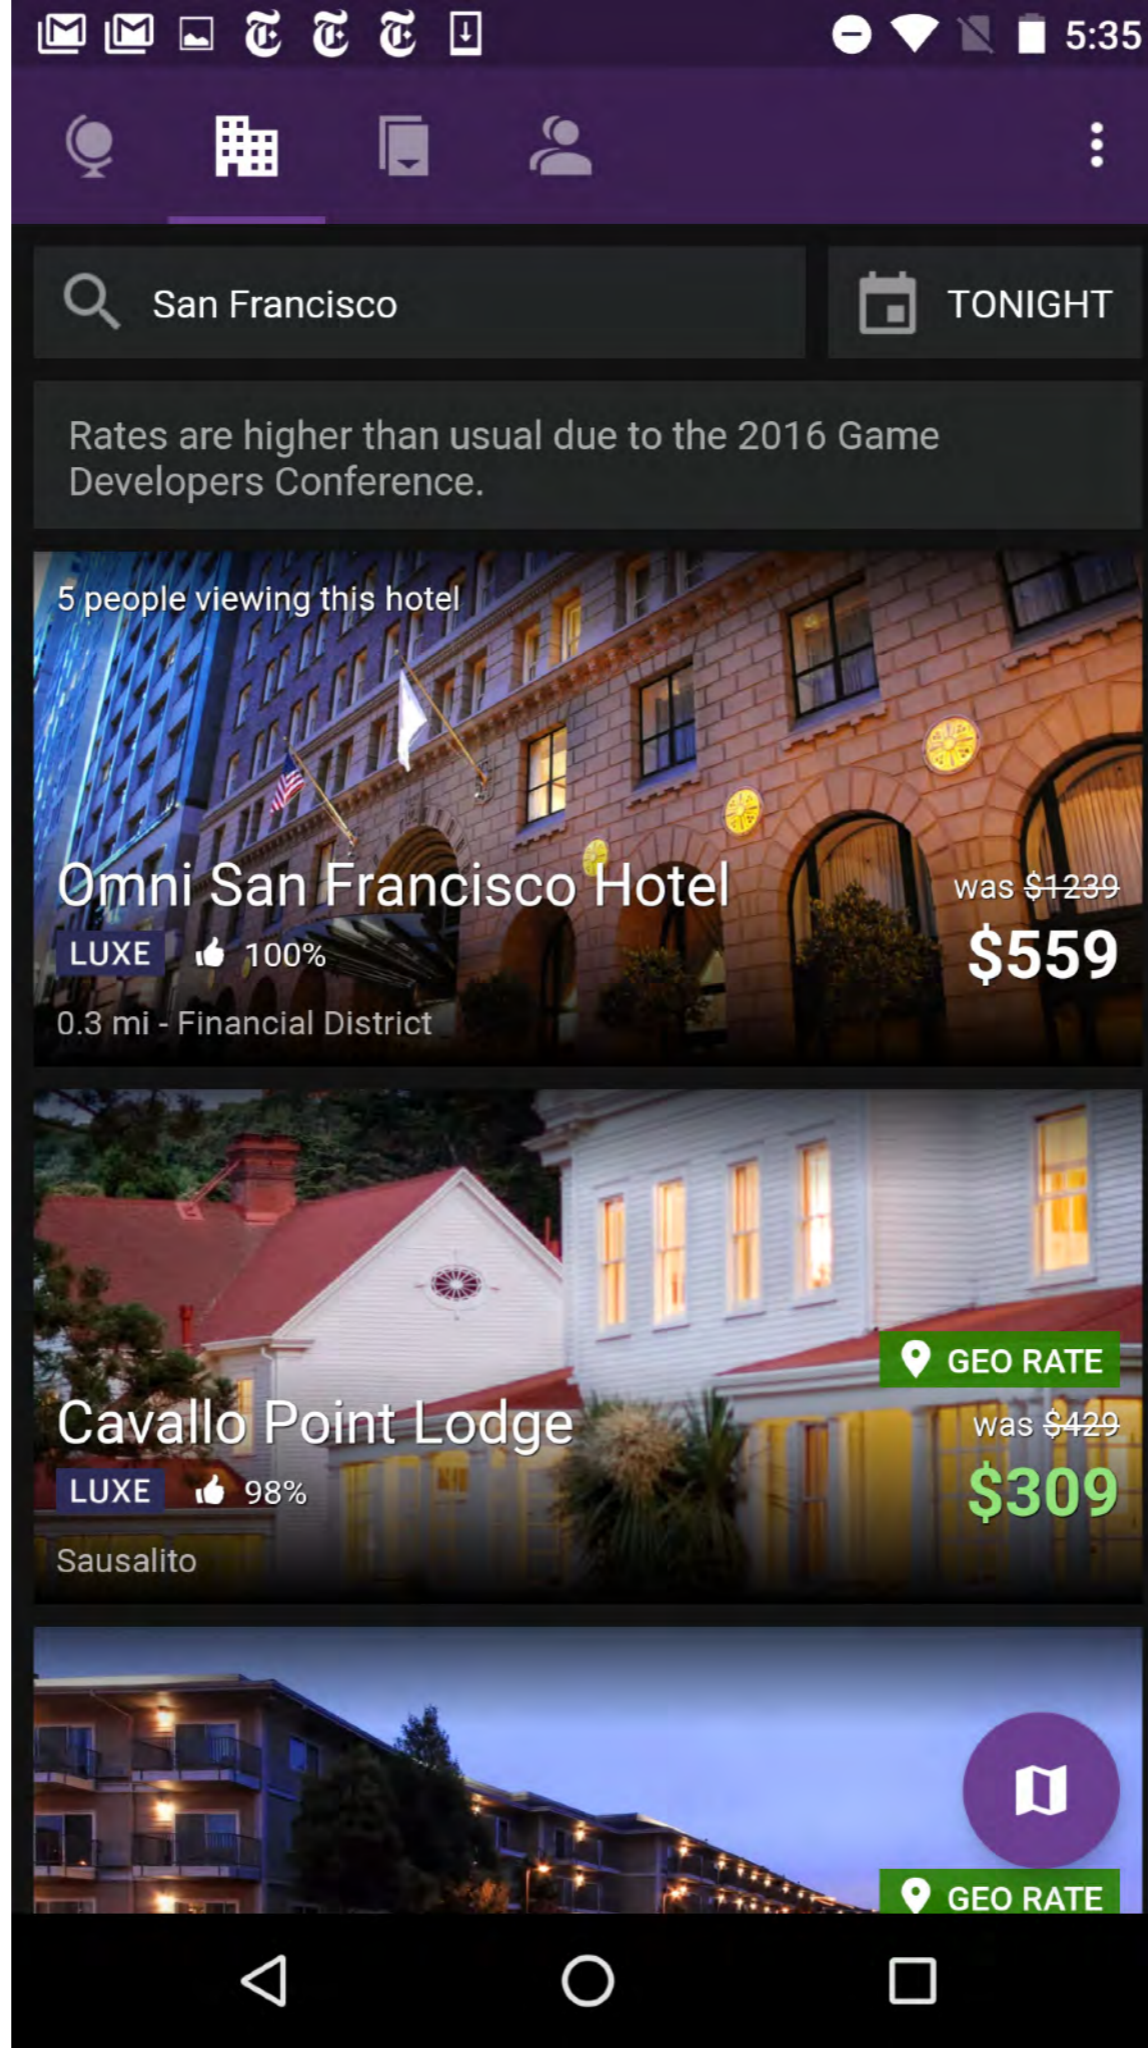 5:35
San Francisco
TONIGHT
Rates are higher than usual due to the 2016 Game
Developers Conference.
5 people viewing this hotel
Omni San Francisco Hotel
was $1239
LUXE 100%
$559
0.3 mi - Financial District
GEO RATE
Cavallo Point Lodge
was $429
LUXE 98%
$309
Sausalito
GEO RATE